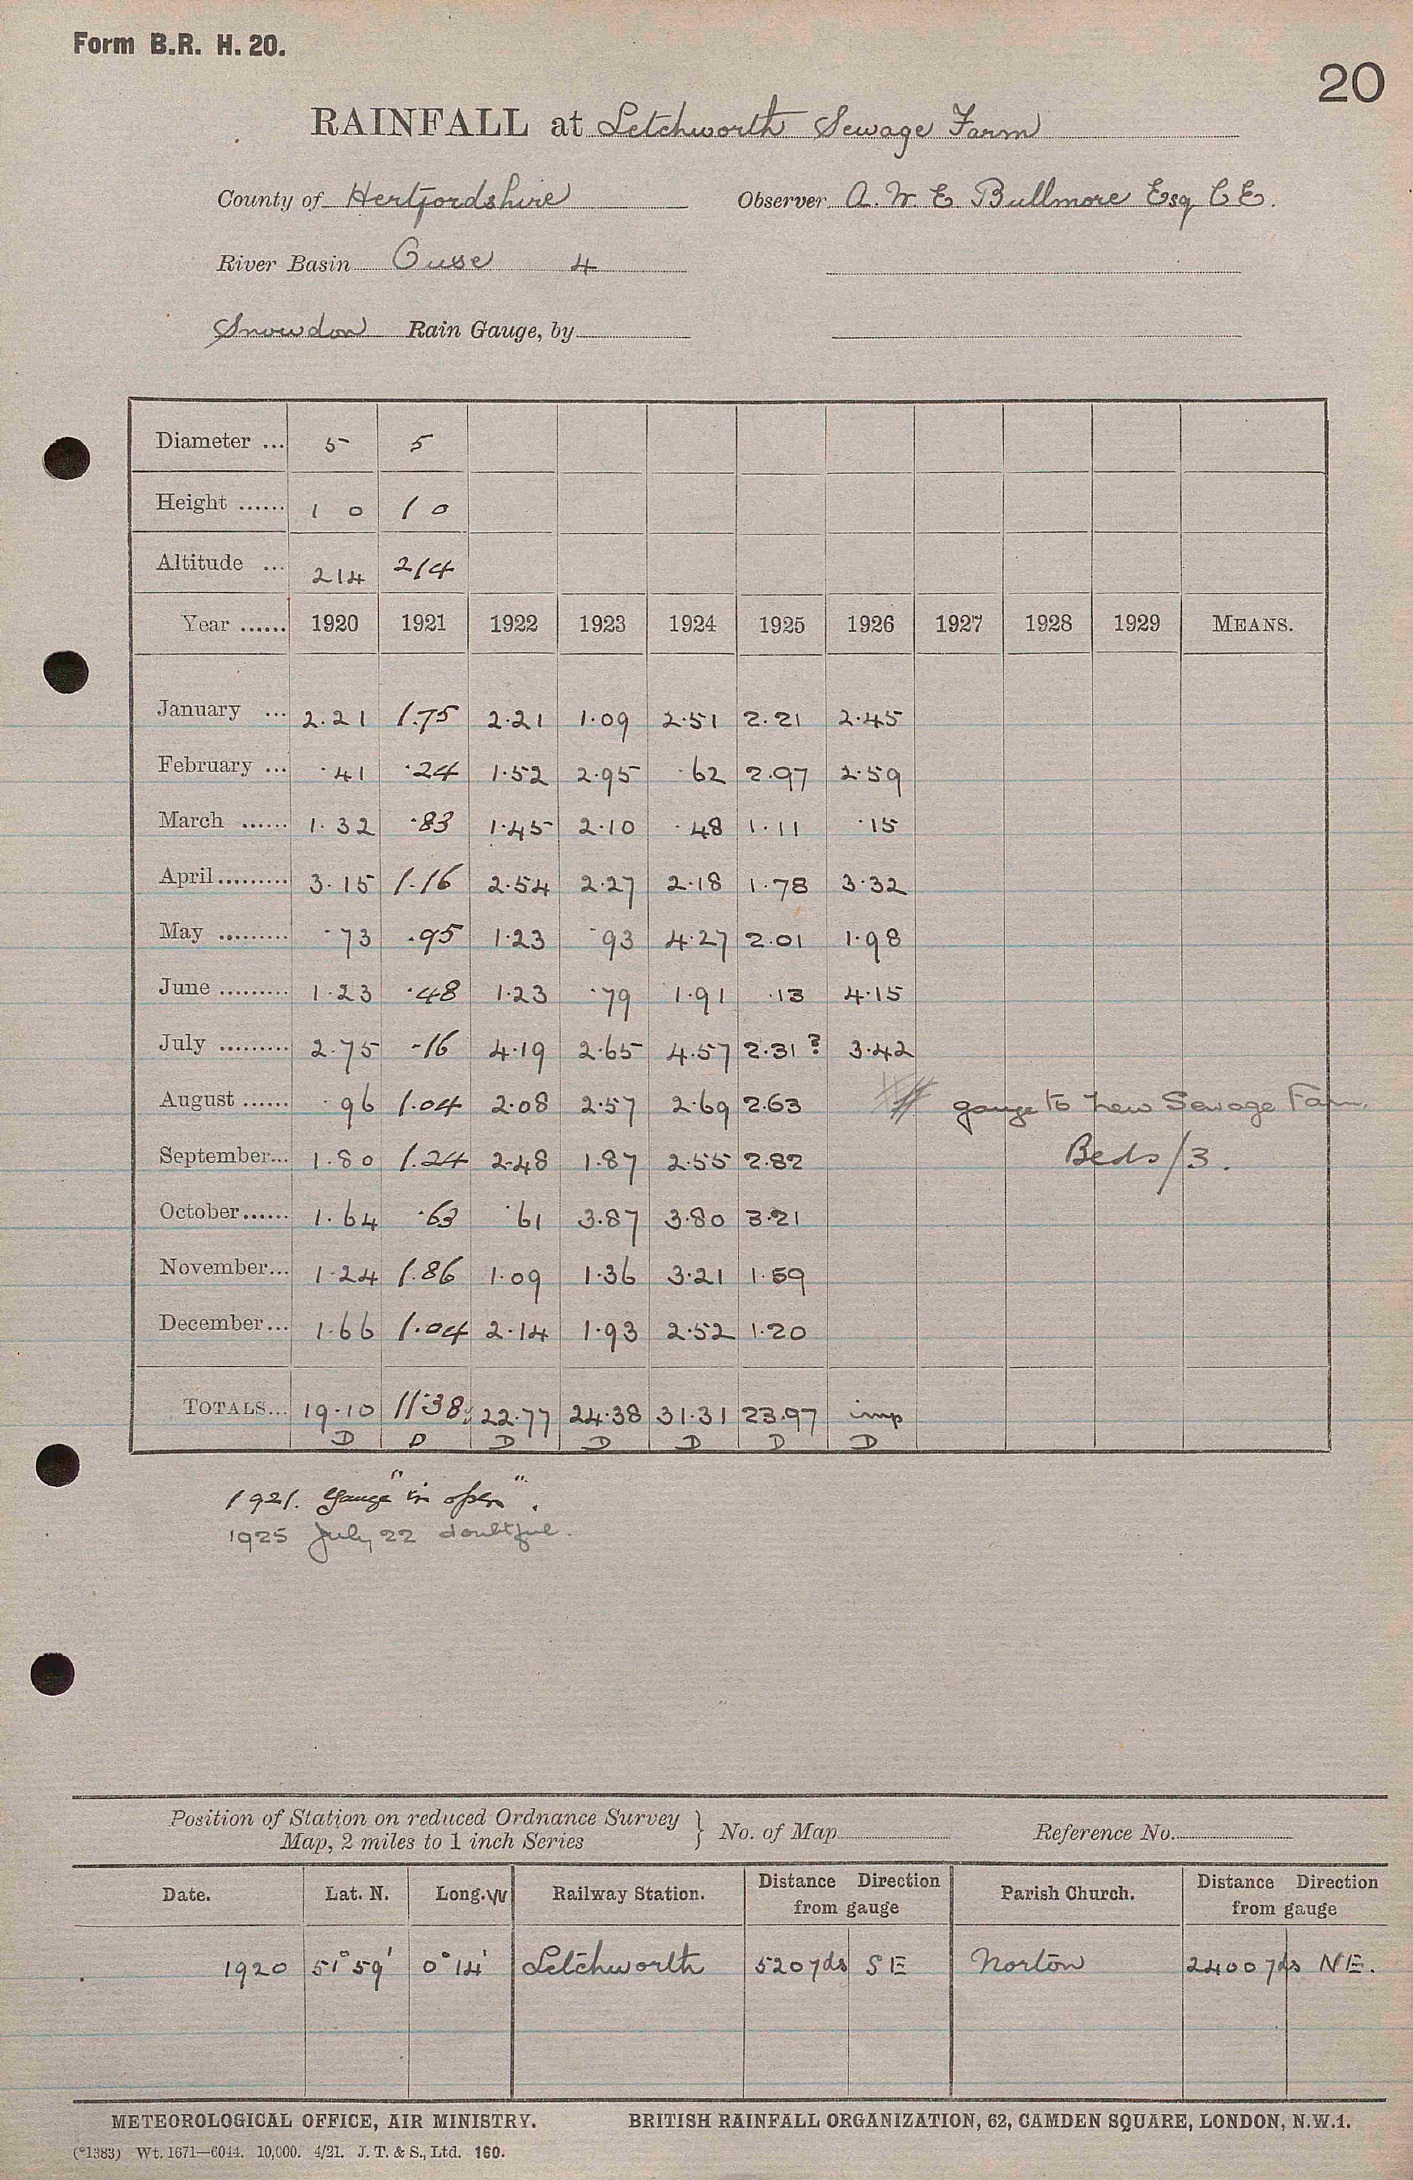 Form B.R. H. 20.
20
RAINFALL at Letchworth Sewage Farm
County of Hertfordshire Observer A. W. E. Bullmore Esq C E.
River Basin Ouse 4
Snowdon Rain Gauge, by
Diameter ... 5 5
Height ...... 1 0 1 0
Altitude ... 214 214
Year ...... 1920 1921 1922 1923 1924 1925 1926 1927 1928 1929 MEANS.
January ... 2.21 1.75 2.21 1.09 2.51 2.21 2.45
February ... .41 .24 1.52 2.95 .62 2.97 2.59
March ...... 1.32 .83 1.45 2.10 .48 1.11 .15
April......... 3.15 1.16 2.54 2.27 2.18 1.78 3.32
May ......... .73 .95 1.23 .93 4.27 2.01 1.98
June ......... 1.23 .48 1.23 .79 1.91 .13 4.15
July ......... 2.75 .16 4.19 2.65 4.57 2.31? 3.42
August ...... .96 1.04 2.08 2.57 2.69 2.63 gauge to new Sewage Farm.
September... 1.80 1.24 2.48 1.87 2.55 2.82 Beds/3.
October...... 1.64 .63 .61 3.87 3.80 3.21
November... 1.24 1.86 1.09 1.36 3.21 1.59
December... 1.66 1.04 2.14 1.93 2.52 1.20
TOTALS... 19.10 11.38 22.77 24.38 31.31 23.97 imp
D D D D D D D
1921. Gauge "in open".
1925 July 22 doubtful.
Position of Station on reduced Ordnance Survey
Map, 2 miles to 1 inch Series } No. of Map Reference No.
Date. Lat. N. Long. W Railway Station. Distance Direction from gauge Parish Church. Distance Direction from gauge
1920 51° 59' 0° 14' Letchworth 520 yds SE Norton 2400 yds NE.
METEOROLOGICAL OFFICE, AIR MINISTRY. BRITISH RAINFALL ORGANIZATION, 62, CAMDEN SQUARE, LONDON, N.W.1.
(*1383) Wt. 1671—6044. 10,000. 4/21. J. T. & S., Ltd. 160.